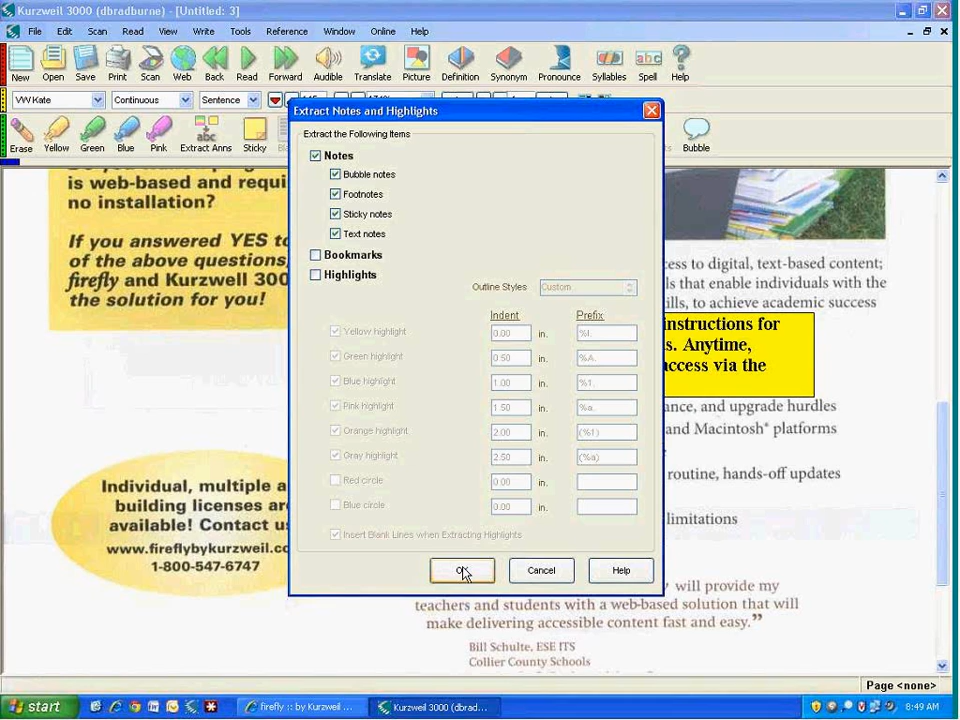 Kurzweil 3000 (dbradburne) - [Untitled: 3]
File Edit Scan Read View Write Tools Reference Window Online Help
New Open Save Print Scan Web Back Read Forward Audible Translate Picture Definition Synonym Pronounce Syllables Spell Help
VW Kate Continuous Sentence
Erase Yellow Green Blue Pink Extract Anns Sticky Bubble
Extract Notes and Highlights
Extract the Following Items
Notes
Bubble notes
Footnotes
Sticky notes
Text notes
Bookmarks
Highlights
Outline Styles Custom
Indent Prefix
Yellow highlight 0.00 in. %I.
Green highlight 0.50 in. %A.
Blue highlight 1.00 in. %1.
Pink highlight 1.50 in. %a.
Orange highlight 2.00 in. (%1)
Gray highlight 2.50 in. (%a)
Red circle 0.00 in.
Blue circle 0.00 in.
Insert Blank Lines when Extracting Highlights
OK Cancel Help
is web-based and requi
no installation?
If you answered YES to
of the above questions,
firefly and Kurzweil 300
the solution for you!
Individual, multiple a
building licenses are
available! Contact us
www.fireflybykurzweil.co
1-800-547-6747
cess to digital, text-based content;
ls that enable individuals with the
ills, to achieve academic success
instructions for
s. Anytime,
access via the
ance, and upgrade hurdles
and Macintosh* platforms
routine, hands-off updates
limitations
will provide my
teachers and students with a web-based solution that will
make delivering accessible content fast and easy.”
Bill Schulte, ESE ITS
Collier County Schools
Page <none>
start firefly :: by Kurzweil ... Kurzweil 3000 (dbrad... 8:49 AM